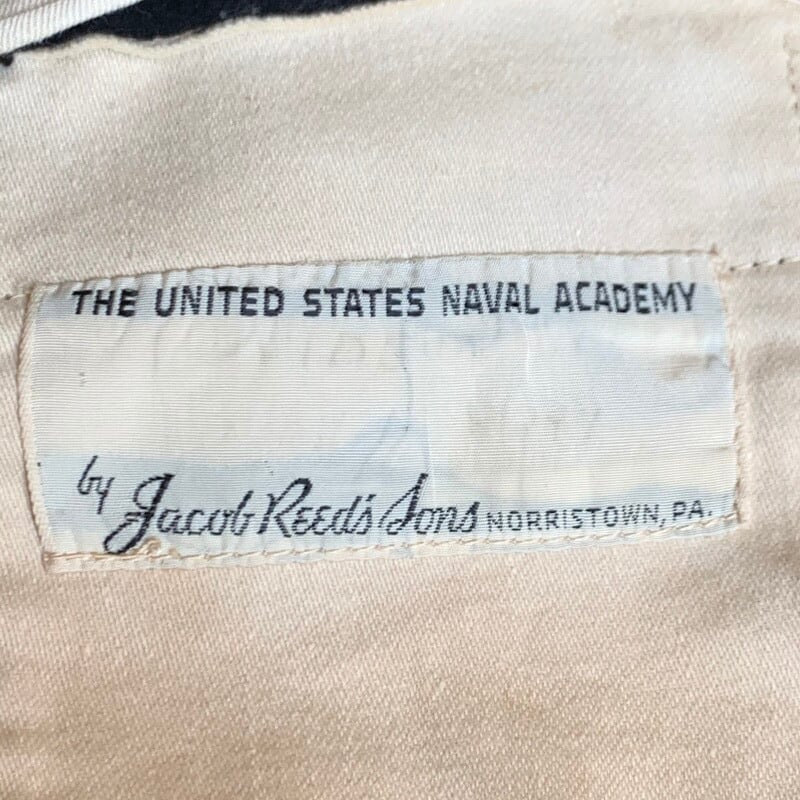 THE UNITED STATES NAVAL ACADEMY
by Jacob Reed's Sons NORRISTOWN, PA.